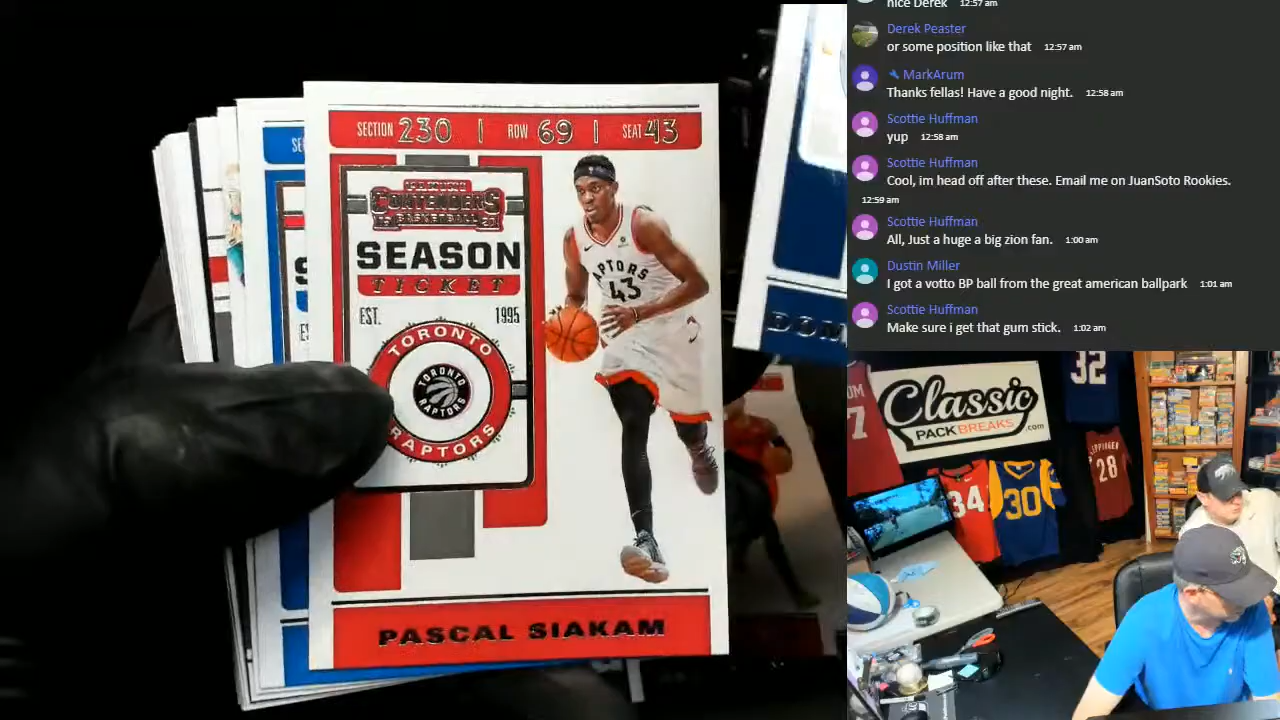 nice Derek 12:57 am
Derek Peaster
or some position like that 12:57 am
MarkArum
Thanks fellas! Have a good night. 12:58 am
Scottie Huffman
yup 12:58 am
Scottie Huffman
Cool, im head off after these. Email me on JuanSoto Rookies.
12:59 am
Scottie Huffman
All, Just a huge a big zion fan. 1:00 am
Dustin Miller
I got a votto BP ball from the great american ballpark 1:01 am
Scottie Huffman
Make sure i get that gum stick. 1:02 am
SECTION 230 | ROW 69 | SEAT 43
PANINI
CONTENDERS
BASKETBALL
SEASON
TICKET
EST. 1995
TORONTO
RAPTORS
TORONTO
RAPTORS
RAPTORS
43
PASCAL SIAKAM
DOM
Classic
PACK BREAKS.com
32
7
34
30
28